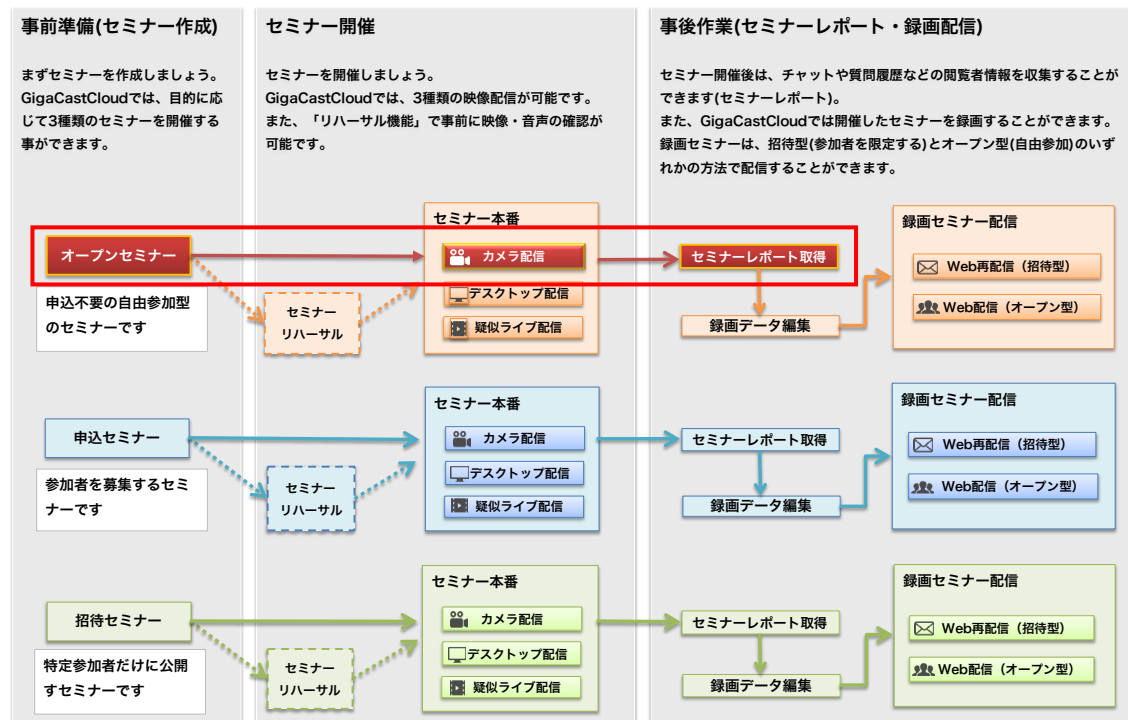 事前準備(セミナー作成)
まずセミナーを作成しましょう。
GigaCastCloudでは、目的に応
じて3種類のセミナーを開催する
事ができます。
セミナー開催
セミナーを開催しましょう。
GigaCastCloudでは、3種類の映像配信が可能です。
また、「リハーサル機能」で事前に映像・音声の確認が
可能です。
事後作業(セミナーレポート・録画配信)
セミナー開催後は、チャットや質問履歴などの閲覧者情報を収集することが
できます(セミナーレポート)。
また、GigaCastCloudでは開催したセミナーを録画することができます。
録画セミナーは、招待型(参加者を限定する)とオープン型(自由参加)のいず
れかの方法で配信することができます。
オープンセミナー
申込不要の自由参加型
のセミナーです
セミナー
リハーサル
セミナー本番
カメラ配信
デスクトップ配信
疑似ライブ配信
セミナーレポート取得
録画データ編集
録画セミナー配信
Web再配信（招待型）
Web配信（オープン型）
申込セミナー
参加者を募集するセミ
ナーです
セミナー
リハーサル
セミナー本番
カメラ配信
デスクトップ配信
疑似ライブ配信
セミナーレポート取得
録画データ編集
録画セミナー配信
Web再配信（招待型）
Web配信（オープン型）
招待セミナー
特定参加者だけに公開
すセミナーです
セミナー
リハーサル
セミナー本番
カメラ配信
デスクトップ配信
疑似ライブ配信
セミナーレポート取得
録画データ編集
録画セミナー配信
Web再配信（招待型）
Web配信（オープン型）